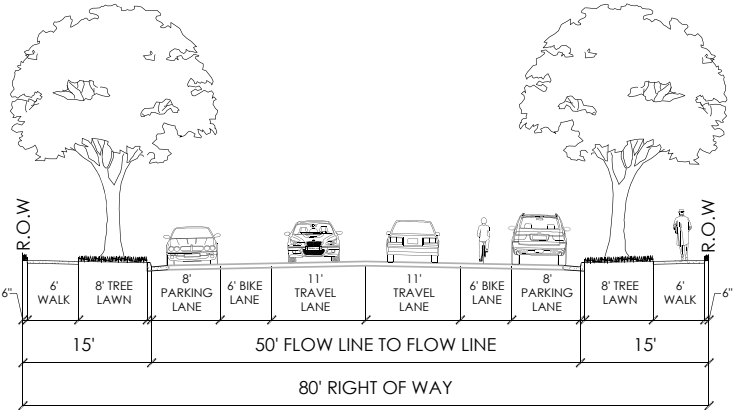 R.O.W
R.O.W
6"
6'
WALK
8' TREE
LAWN
8'
PARKING
LANE
6' BIKE
LANE
11'
TRAVEL
LANE
11'
TRAVEL
LANE
6' BIKE
LANE
8'
PARKING
LANE
8' TREE
LAWN
6'
WALK
6"
15'
50' FLOW LINE TO FLOW LINE
15'
80' RIGHT OF WAY